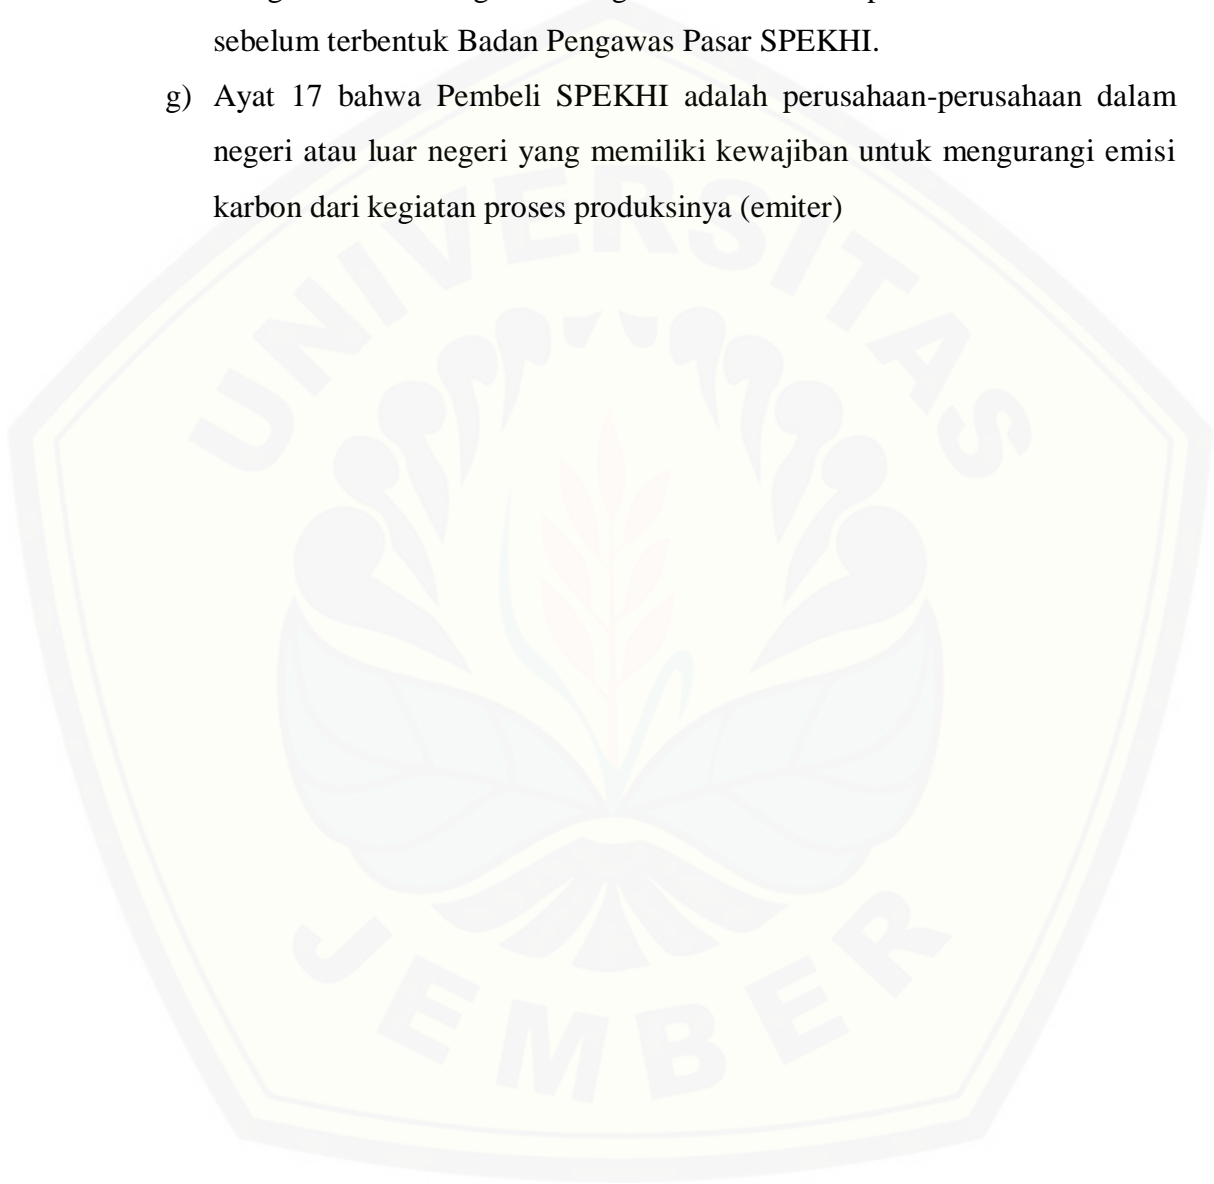 sebelum terbentuk Badan Pengawas Pasar SPEKHI.
g) Ayat 17 bahwa Pembeli SPEKHI adalah perusahaan-perusahaan dalam
negeri atau luar negeri yang memiliki kewajiban untuk mengurangi emisi
karbon dari kegiatan proses produksinya (emiter)
UNIVERSITAS
JEMBER